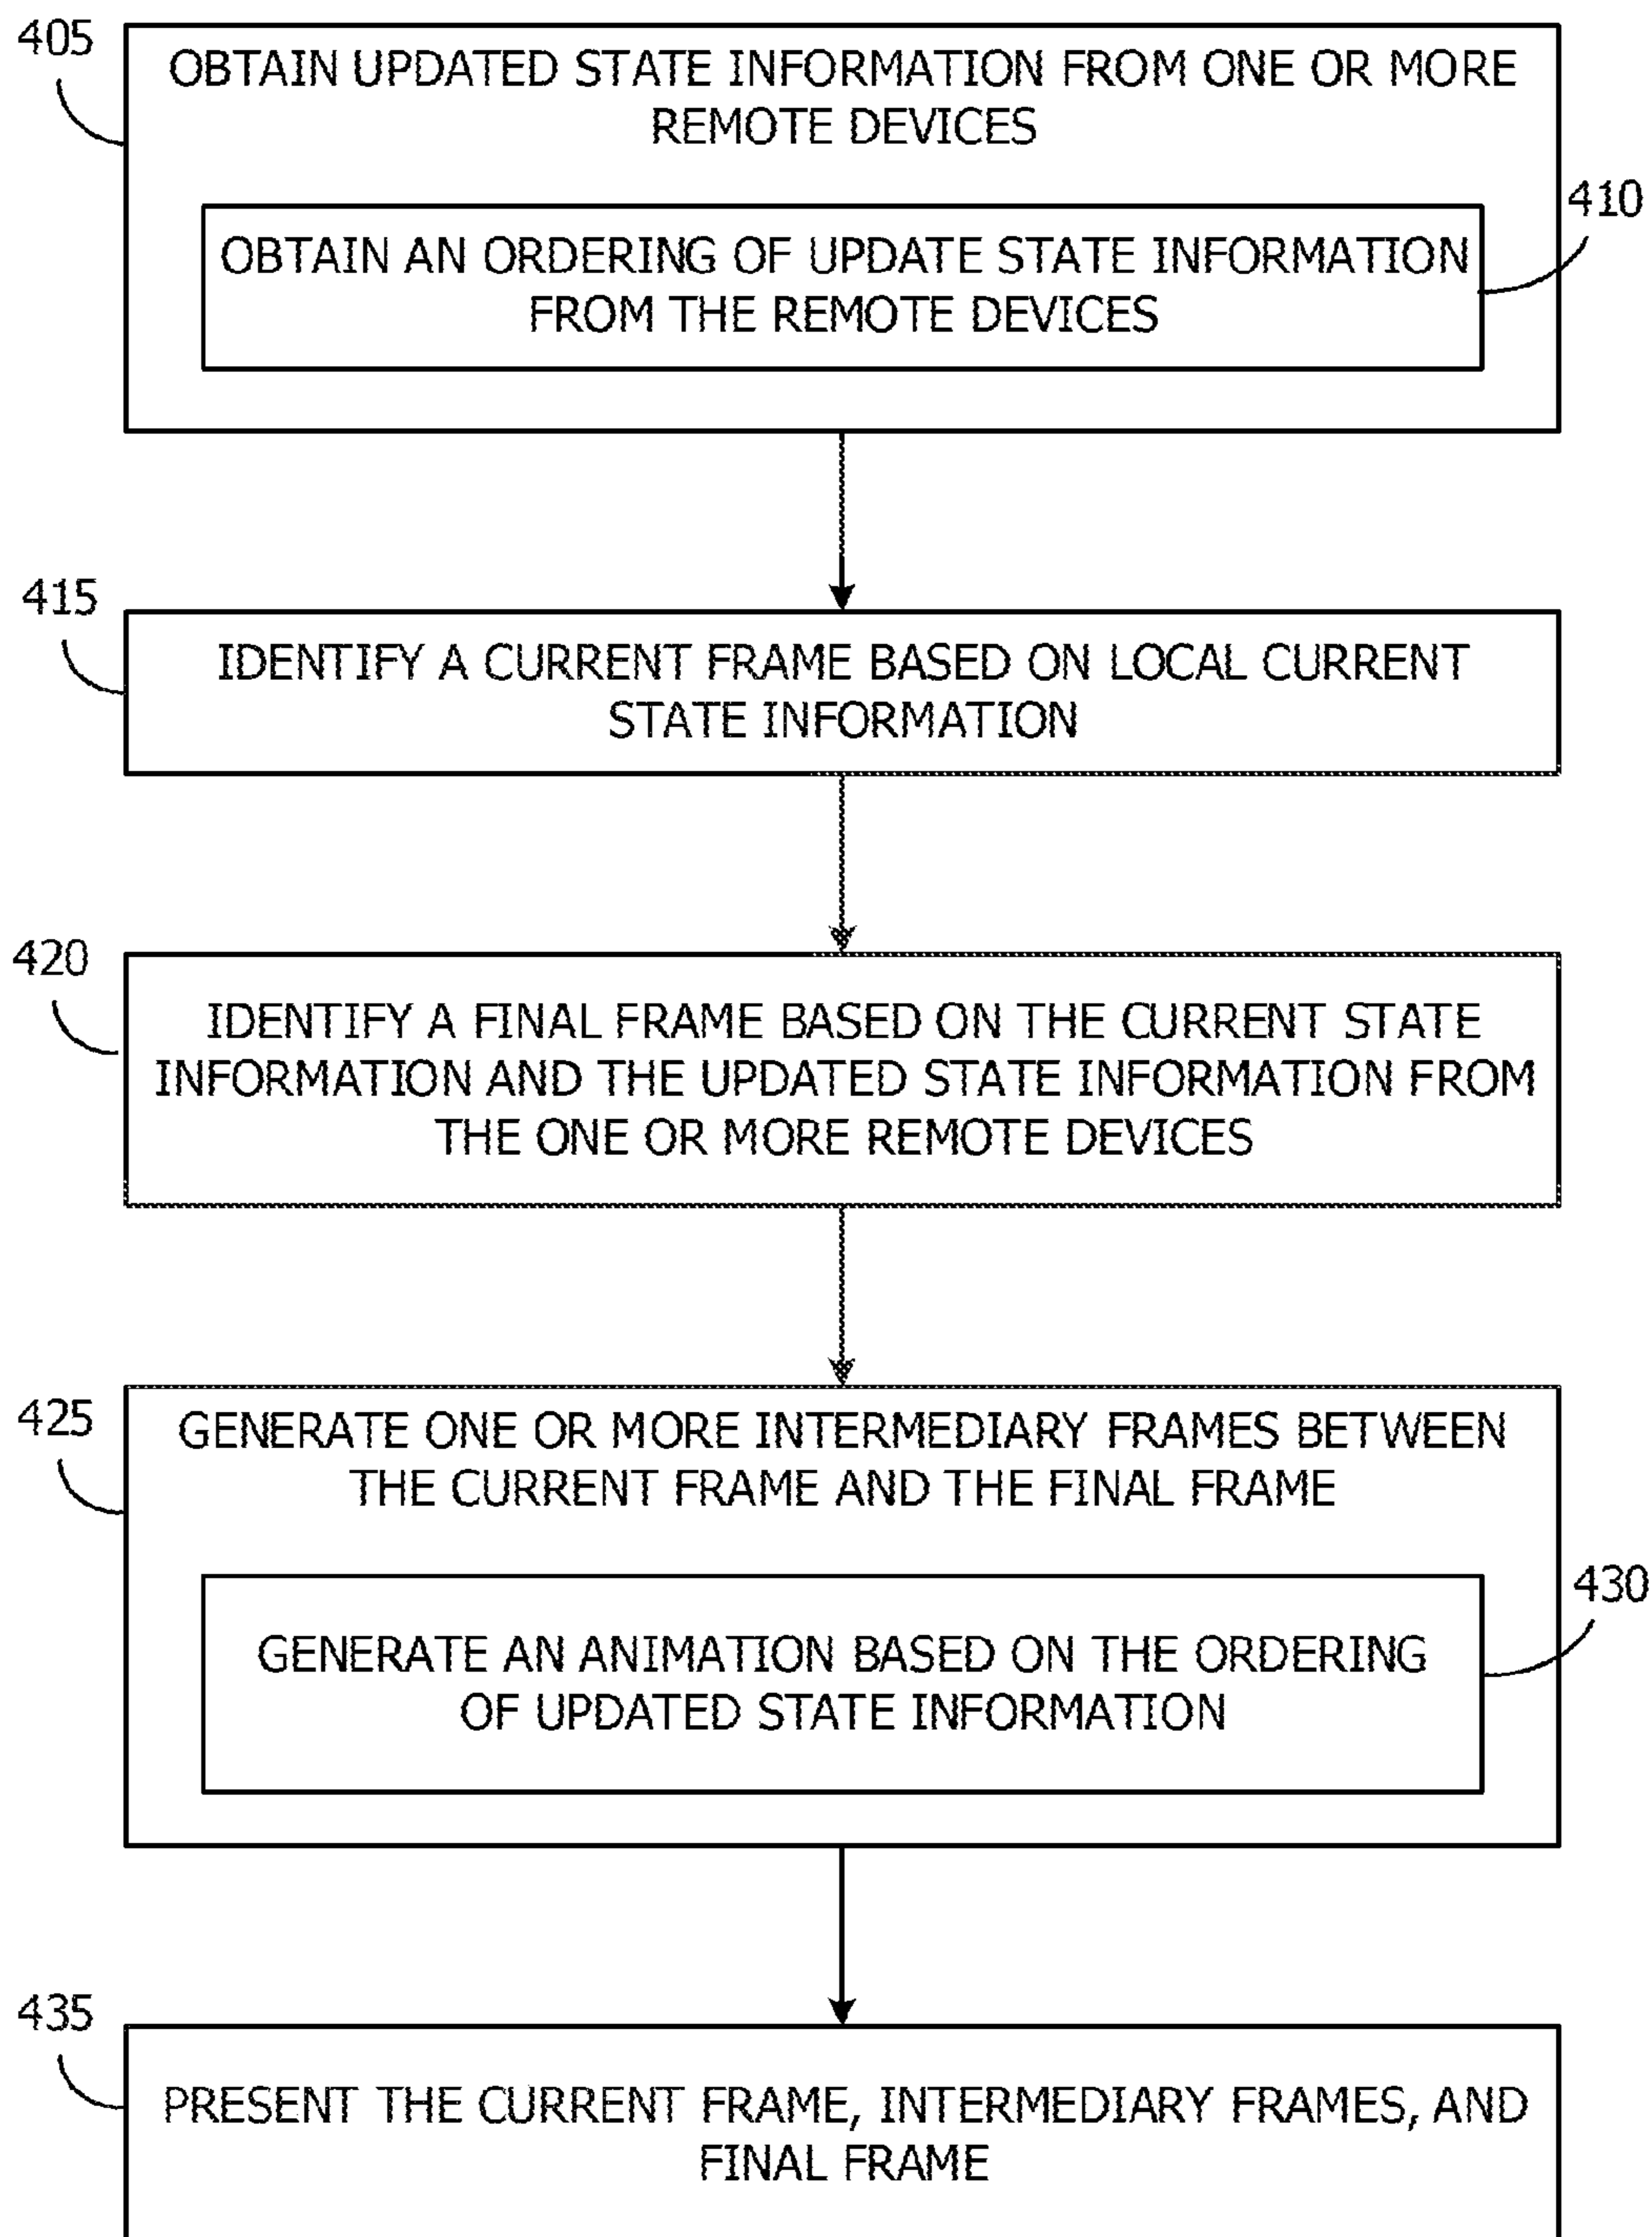 405
OBTAIN UPDATED STATE INFORMATION FROM ONE OR MORE
REMOTE DEVICES
410
OBTAIN AN ORDERING OF UPDATE STATE INFORMATION
FROM THE REMOTE DEVICES
415
IDENTIFY A CURRENT FRAME BASED ON LOCAL CURRENT
STATE INFORMATION
420
IDENTIFY A FINAL FRAME BASED ON THE CURRENT STATE
INFORMATION AND THE UPDATED STATE INFORMATION FROM
THE ONE OR MORE REMOTE DEVICES
425
GENERATE ONE OR MORE INTERMEDIARY FRAMES BETWEEN
THE CURRENT FRAME AND THE FINAL FRAME
430
GENERATE AN ANIMATION BASED ON THE ORDERING
OF UPDATED STATE INFORMATION
435
PRESENT THE CURRENT FRAME, INTERMEDIARY FRAMES, AND
FINAL FRAME